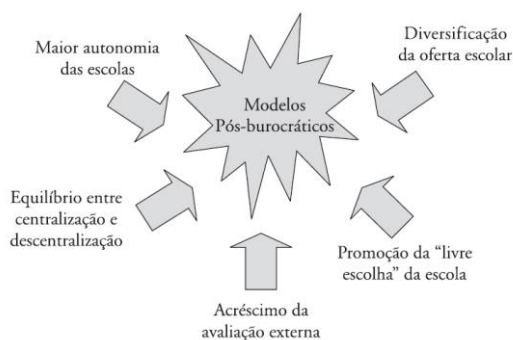 Maior autonomia
das escolas
Diversificação
da oferta escolar
Modelos
Pós-burocráticos
Equilíbrio entre
centralização e
descentralização
Promoção da “livre
escolha” da escola
Acréscimo da
avaliação externa